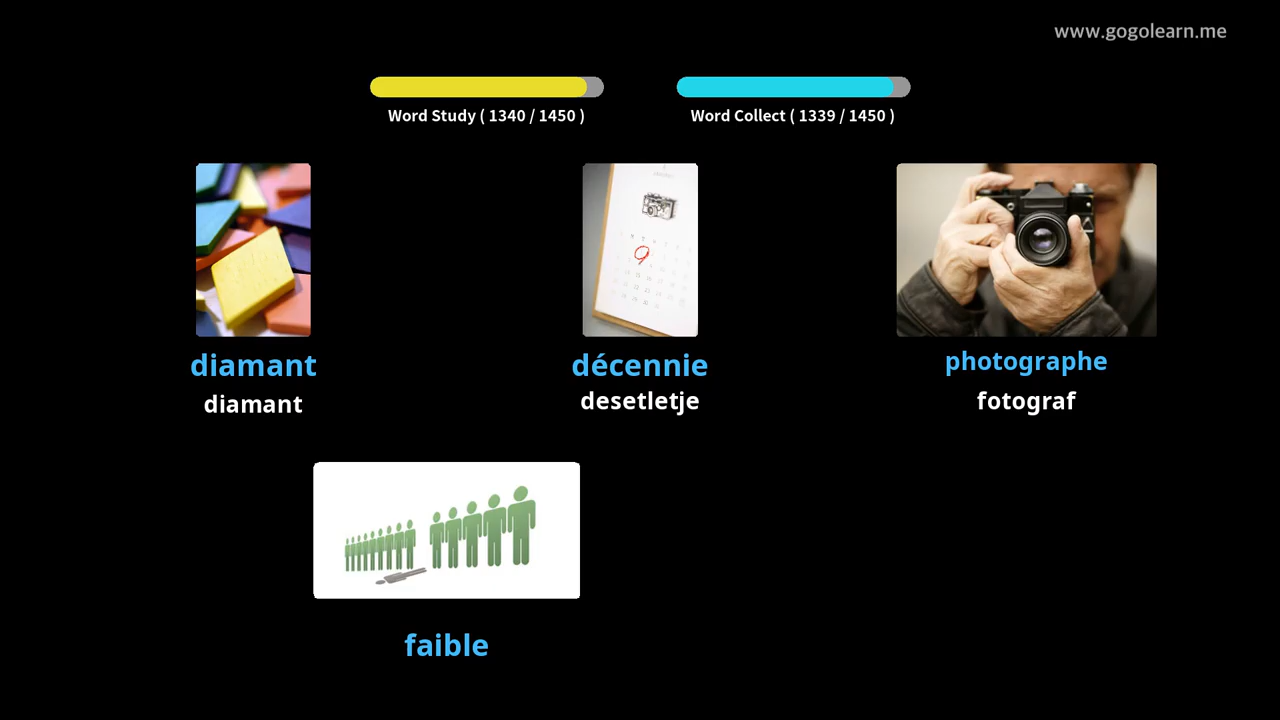 www.gogolearn.me
Word Study ( 1340 / 1450 )
Word Collect ( 1339 / 1450 )
diamant
diamant
décennie
desetletje
photographe
fotograf
faible